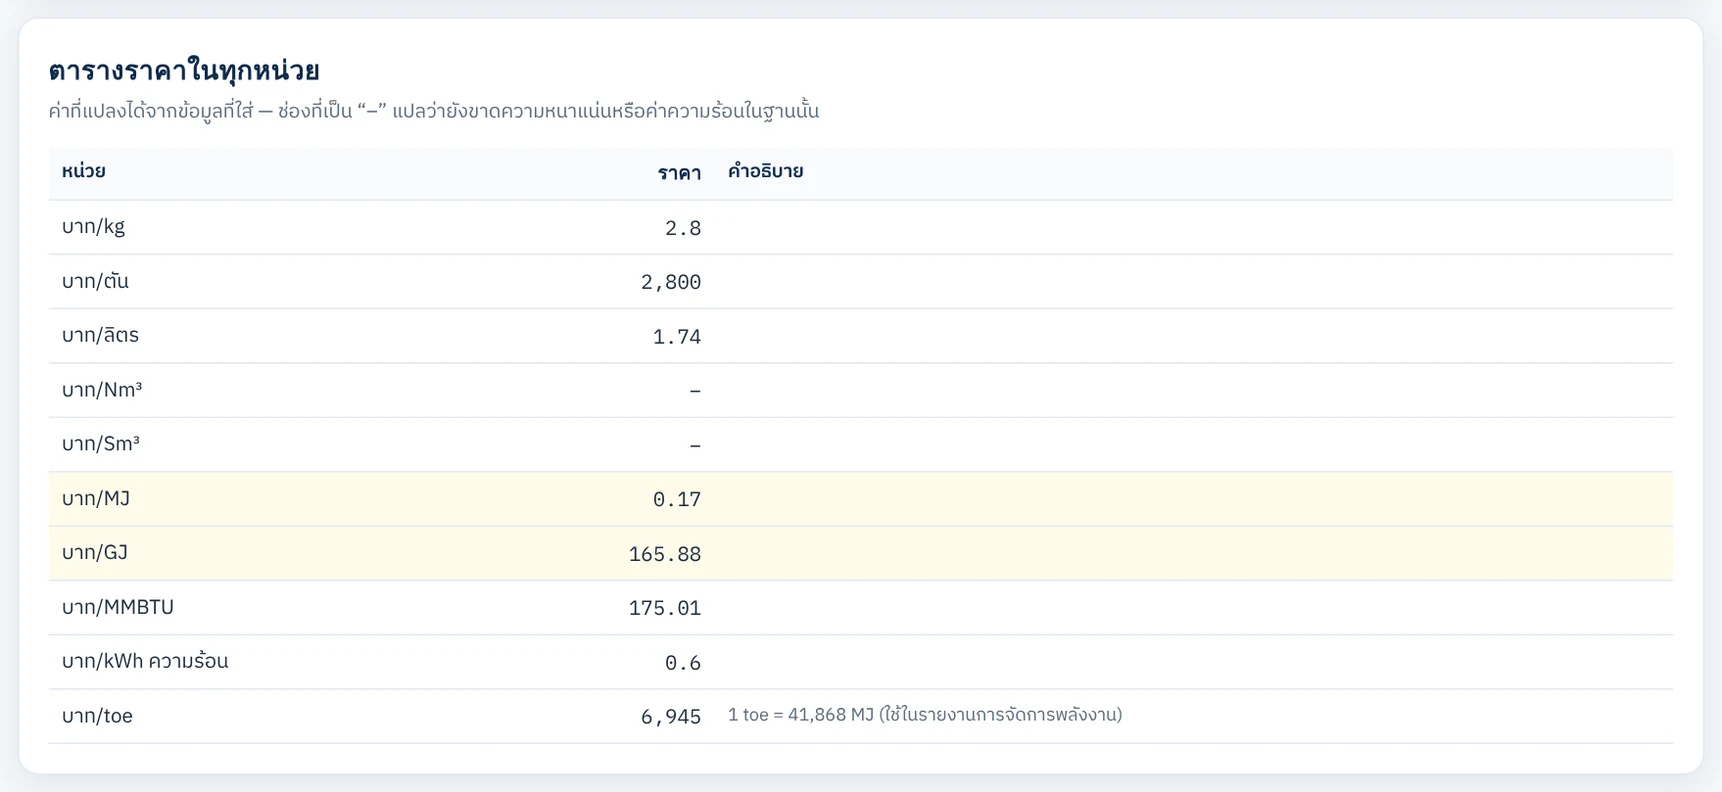 ตารางราคาในทุกหน่วย
ค่าที่แปลงได้จากข้อมูลที่ใส่ — ช่องที่เป็น “–” แปลว่ายังขาดความหนาแน่นหรือค่าความร้อนในฐานนั้น
หน่วย ราคา คำอธิบาย
บาท/kg 2.8
บาท/ตัน 2,800
บาท/ลิตร 1.74
บาท/Nm³ –
บาท/Sm³ –
บาท/MJ 0.17
บาท/GJ 165.88
บาท/MMBTU 175.01
บาท/kWh ความร้อน 0.6
บาท/toe 6,945 1 toe = 41,868 MJ (ใช้ในรายงานการจัดการพลังงาน)